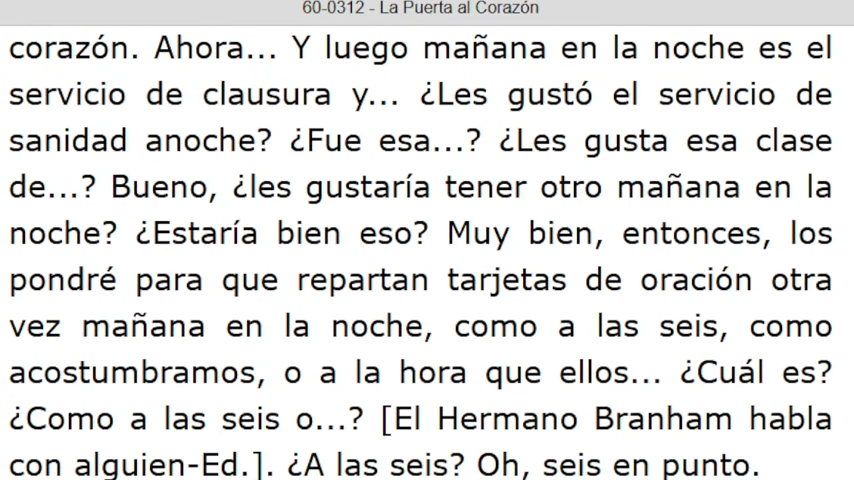 60-0312 - La Puerta al Corazón
corazón. Ahora... Y luego mañana en la noche es el
servicio de clausura y... ¿Les gustó el servicio de
sanidad anoche? ¿Fue esa...? ¿Les gusta esa clase
de...? Bueno, ¿les gustaría tener otro mañana en la
noche? ¿Estaría bien eso? Muy bien, entonces, los
pondré para que repartan tarjetas de oración otra
vez mañana en la noche, como a las seis, como
acostumbramos, o a la hora que ellos... ¿Cuál es?
¿Como a las seis o...? [El Hermano Branham habla
con alguien-Ed.]. ¿A las seis? Oh, seis en punto.